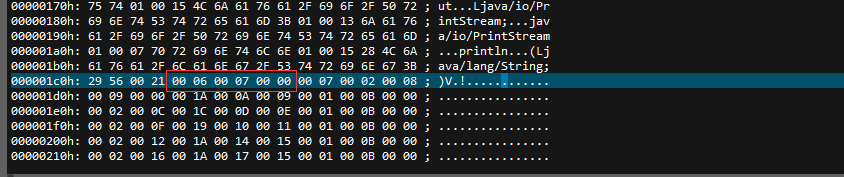 00000170h: 75 74 01 00 15 4C 6A 61 76 61 2F 69 6F 2F 50 72 ; ut...Ljava/io/Pr
00000180h: 69 6E 74 53 74 72 65 61 6D 3B 01 00 13 6A 61 76 ; intStream;...jav
00000190h: 61 2F 69 6F 2F 50 72 69 6E 74 53 74 72 65 61 6D ; a/io/PrintStream
000001a0h: 01 00 07 70 72 69 6E 74 6C 6E 01 00 15 28 4C 6A ; ...println...(Lj
000001b0h: 61 76 61 2F 6C 61 6E 67 2F 53 74 72 69 6E 67 3B ; ava/lang/String;
000001c0h: 29 56 00 21 00 06 00 07 00 00 00 07 00 02 00 08 ; )V.!............
000001d0h: 00 09 00 00 00 1A 00 0A 00 09 00 01 00 0B 00 00 ; ................
000001e0h: 00 02 00 0C 00 1C 00 0D 00 0E 00 01 00 0B 00 00 ; ................
000001f0h: 00 02 00 0F 00 19 00 10 00 11 00 01 00 0B 00 00 ; ................
00000200h: 00 02 00 12 00 1A 00 14 00 15 00 01 00 0B 00 00 ; ................
00000210h: 00 02 00 16 00 1A 00 17 00 15 00 01 00 0B 00 00 ; ................